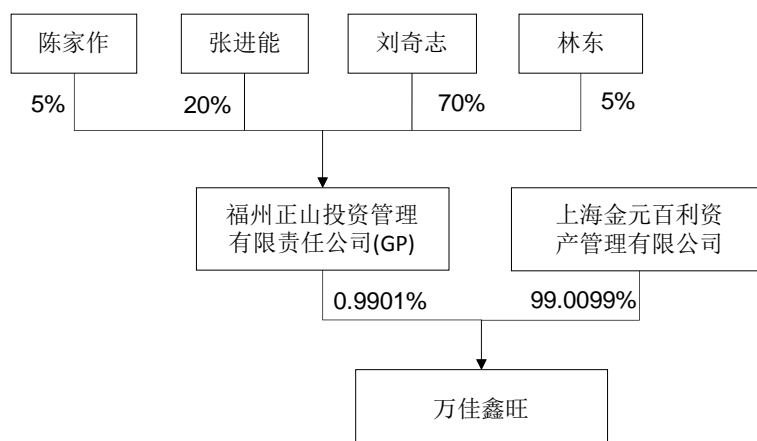 陈家作
张进能
刘奇志
林东
5%
20%
70%
5%
福州正山投资管理
有限责任公司(GP)
上海金元百利资
产管理有限公司
0.9901%
99.0099%
万佳鑫旺